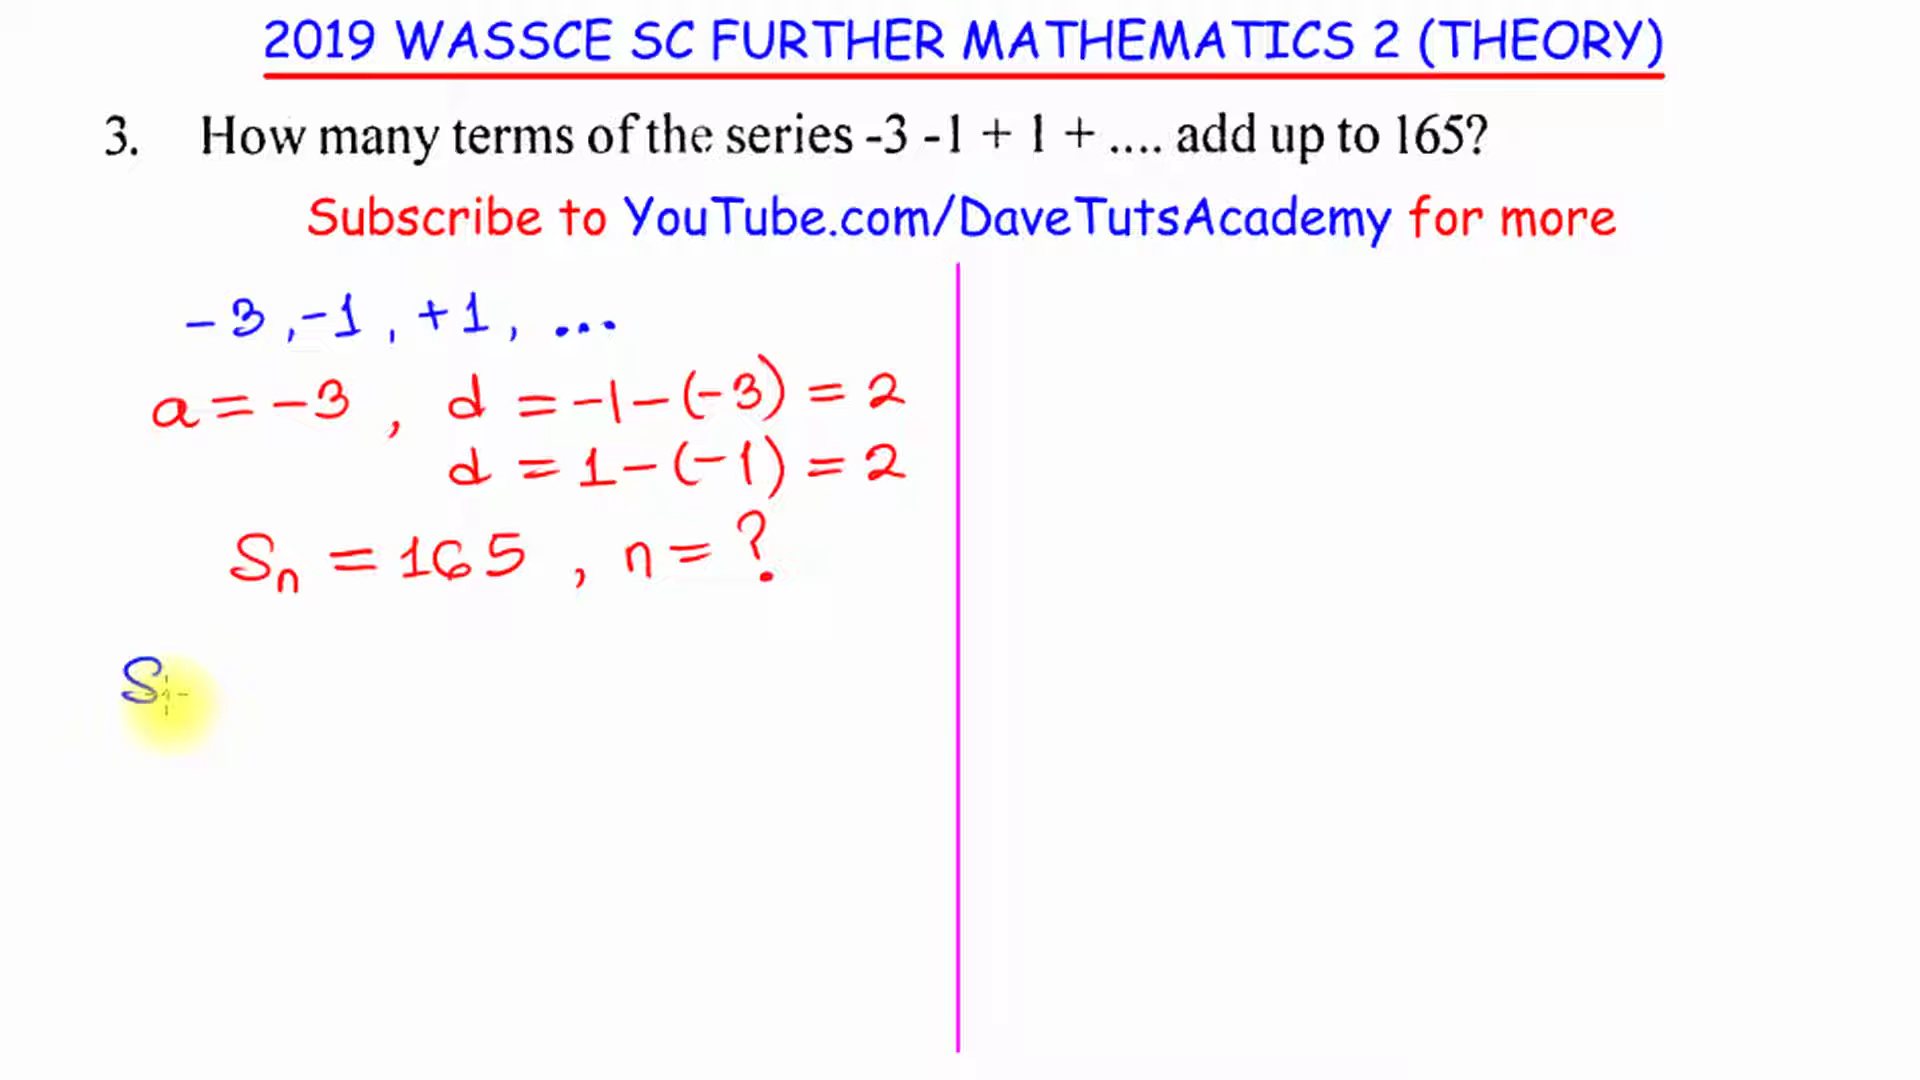 2019 WASSCE SC FURTHER MATHEMATICS 2 (THEORY)
3. How many terms of the series -3 -1 + 1 + .... add up to 165?
Subscribe to YouTube.com/DaveTutsAcademy for more
-3, -1, +1, ...
a = -3, d = -1 - (-3) = 2
d = 1 - (-1) = 2
Sn = 165, n = ?
S